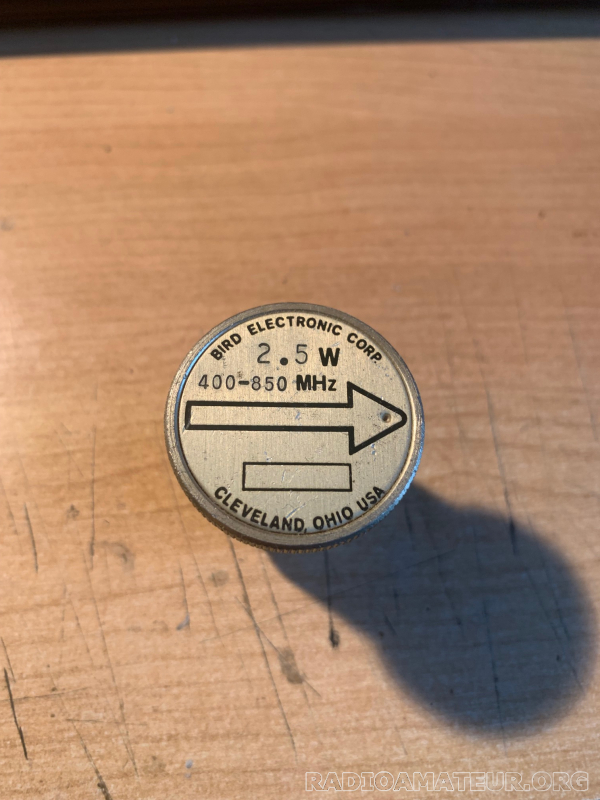 BIRD ELECTRONIC CORP.
2.5 W
400-850 MHz
CLEVELAND, OHIO USA
RADIOAMATEUR.ORG